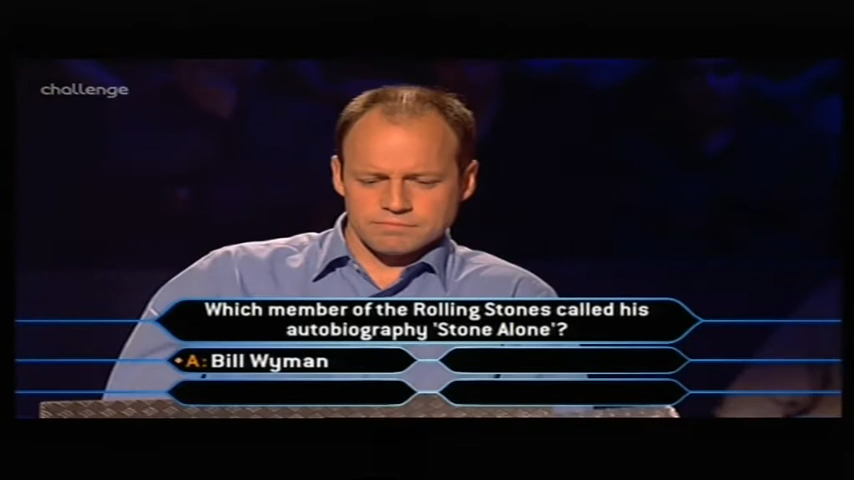 challenge
Which member of the Rolling Stones called his
autobiography 'Stone Alone'?
A: Bill Wyman